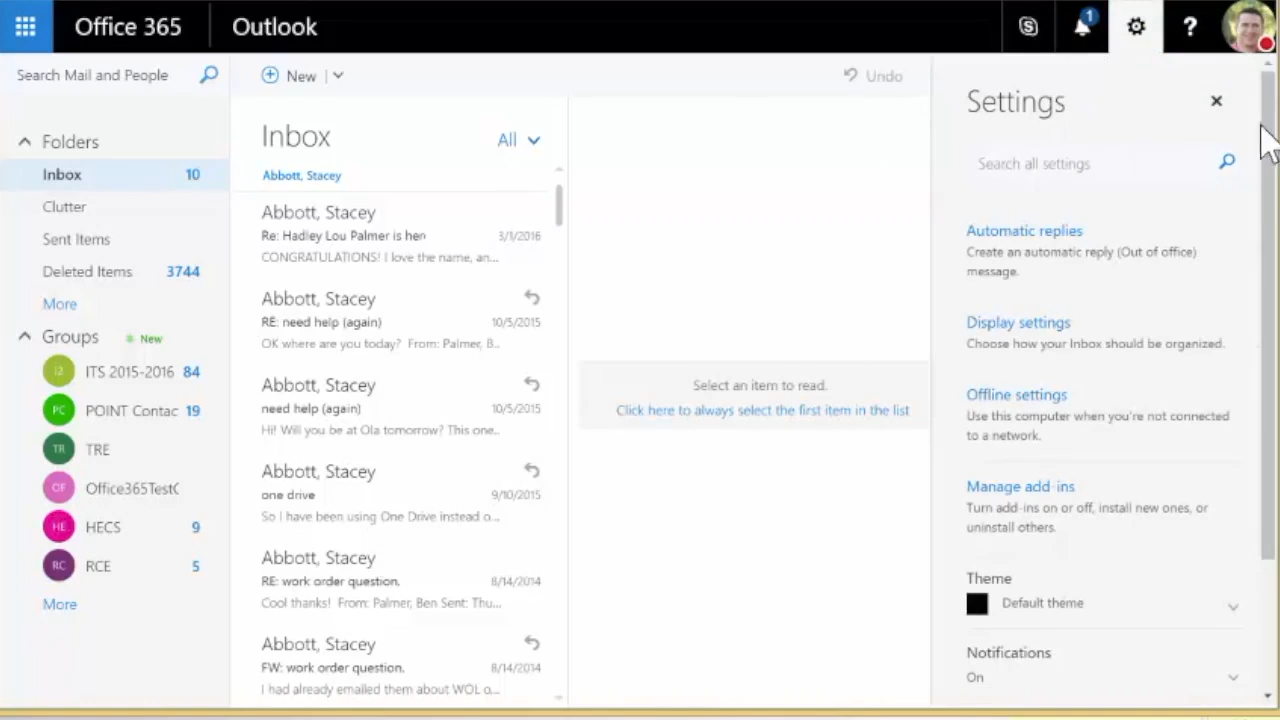 Office 365
Outlook
1
?
Search Mail and People
New
Undo
Folders
Inbox 10
Clutter
Sent Items
Deleted Items 3744
More
Groups New
I2 ITS 2015-2016 84
PC POINT Contac 19
TR TRE
OF Office365TestC
HE HECS 9
RC RCE 5
More
Inbox
All
Abbott, Stacey
Abbott, Stacey
Re: Hadley Lou Palmer is her 3/1/2016
CONGRATULATIONS! I love the name, an...
Abbott, Stacey
RE: need help (again) 10/5/2015
OK where are you today? From: Palmer, B...
Abbott, Stacey
need help (again) 10/5/2015
Hi! Will you be at Ola tomorrow? This one...
Abbott, Stacey
one drive 9/10/2015
So I have been using One Drive instead o...
Abbott, Stacey
RE: work order question. 8/14/2014
Cool thanks! From: Palmer, Ben Sent: Thu...
Abbott, Stacey
FW: work order question. 8/14/2014
I had already emailed them about WOL o...
Select an item to read.
Click here to always select the first item in the list
Settings
Search all settings
Automatic replies
Create an automatic reply (Out of office)
message.
Display settings
Choose how your Inbox should be organized.
Offline settings
Use this computer when you're not connected
to a network.
Manage add-ins
Turn add-ins on or off, install new ones, or
uninstall others.
Theme
Default theme
Notifications
On